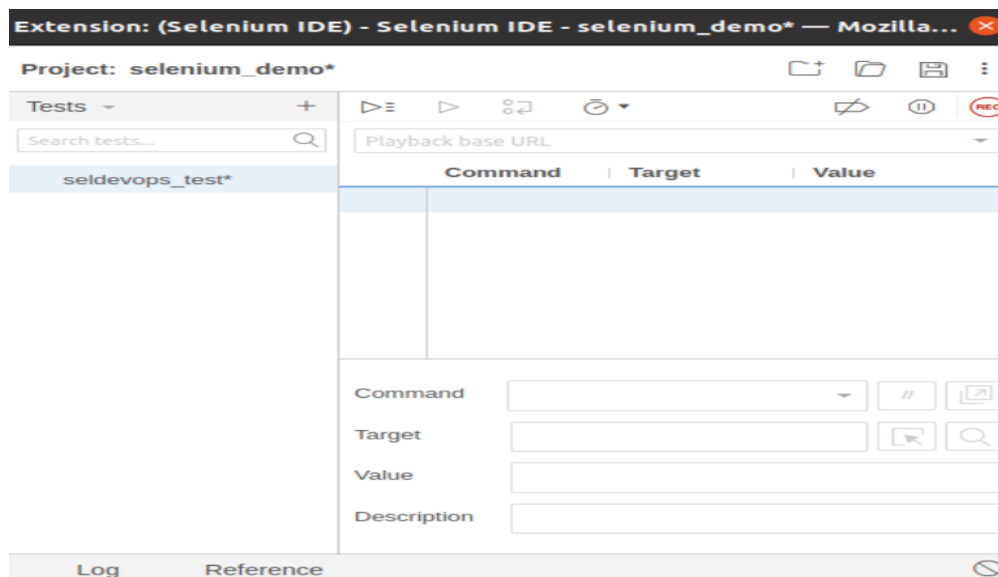 Extension: (Selenium IDE) - Selenium IDE - selenium_demo* — Mozilla...
Project: selenium_demo*
Tests
Search tests...
seldevops_test*
REC
Playback base URL
Command Target Value
Command
//
Target
Value
Description
Log Reference